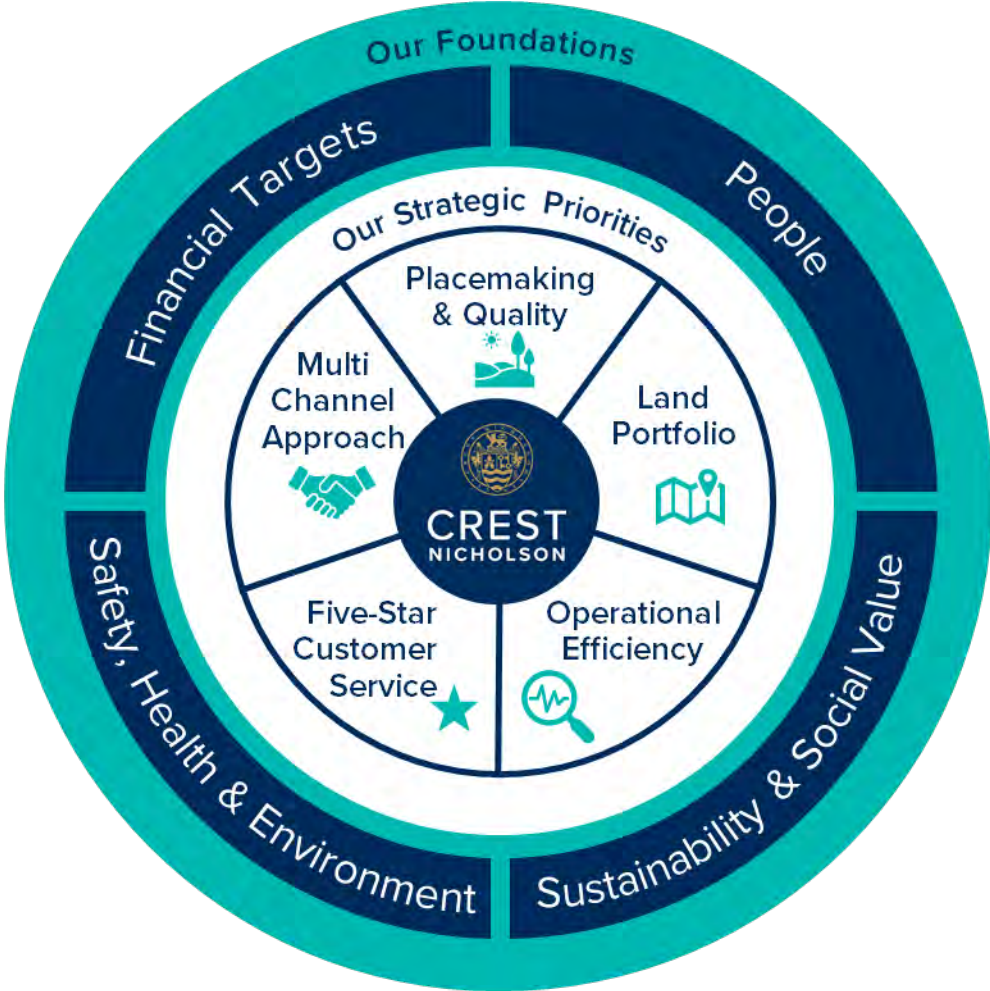 Our Foundations
Financial Targets
People
Safety, Health & Environment
Sustainability & Social Value
Our Strategic Priorities
Placemaking
& Quality
Multi
Channel
Approach
Land
Portfolio
Five-Star
Customer
Service
Operational
Efficiency
CREST
NICHOLSON